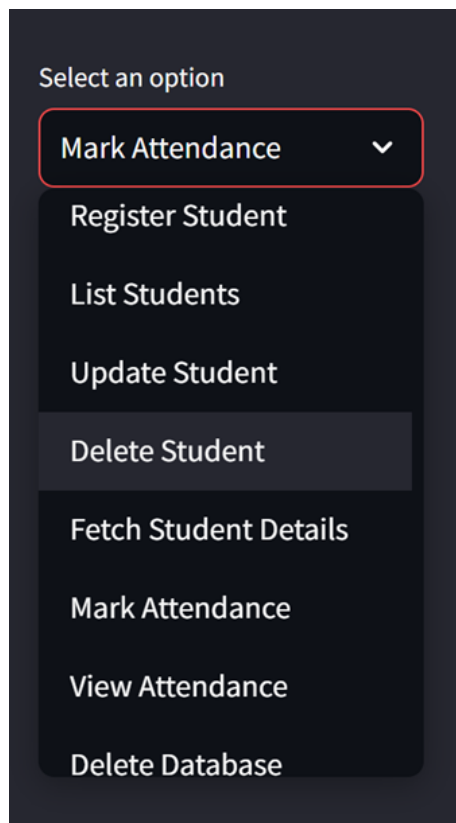 Select an option
Mark Attendance
Register Student
List Students
Update Student
Delete Student
Fetch Student Details
Mark Attendance
View Attendance
Delete Database